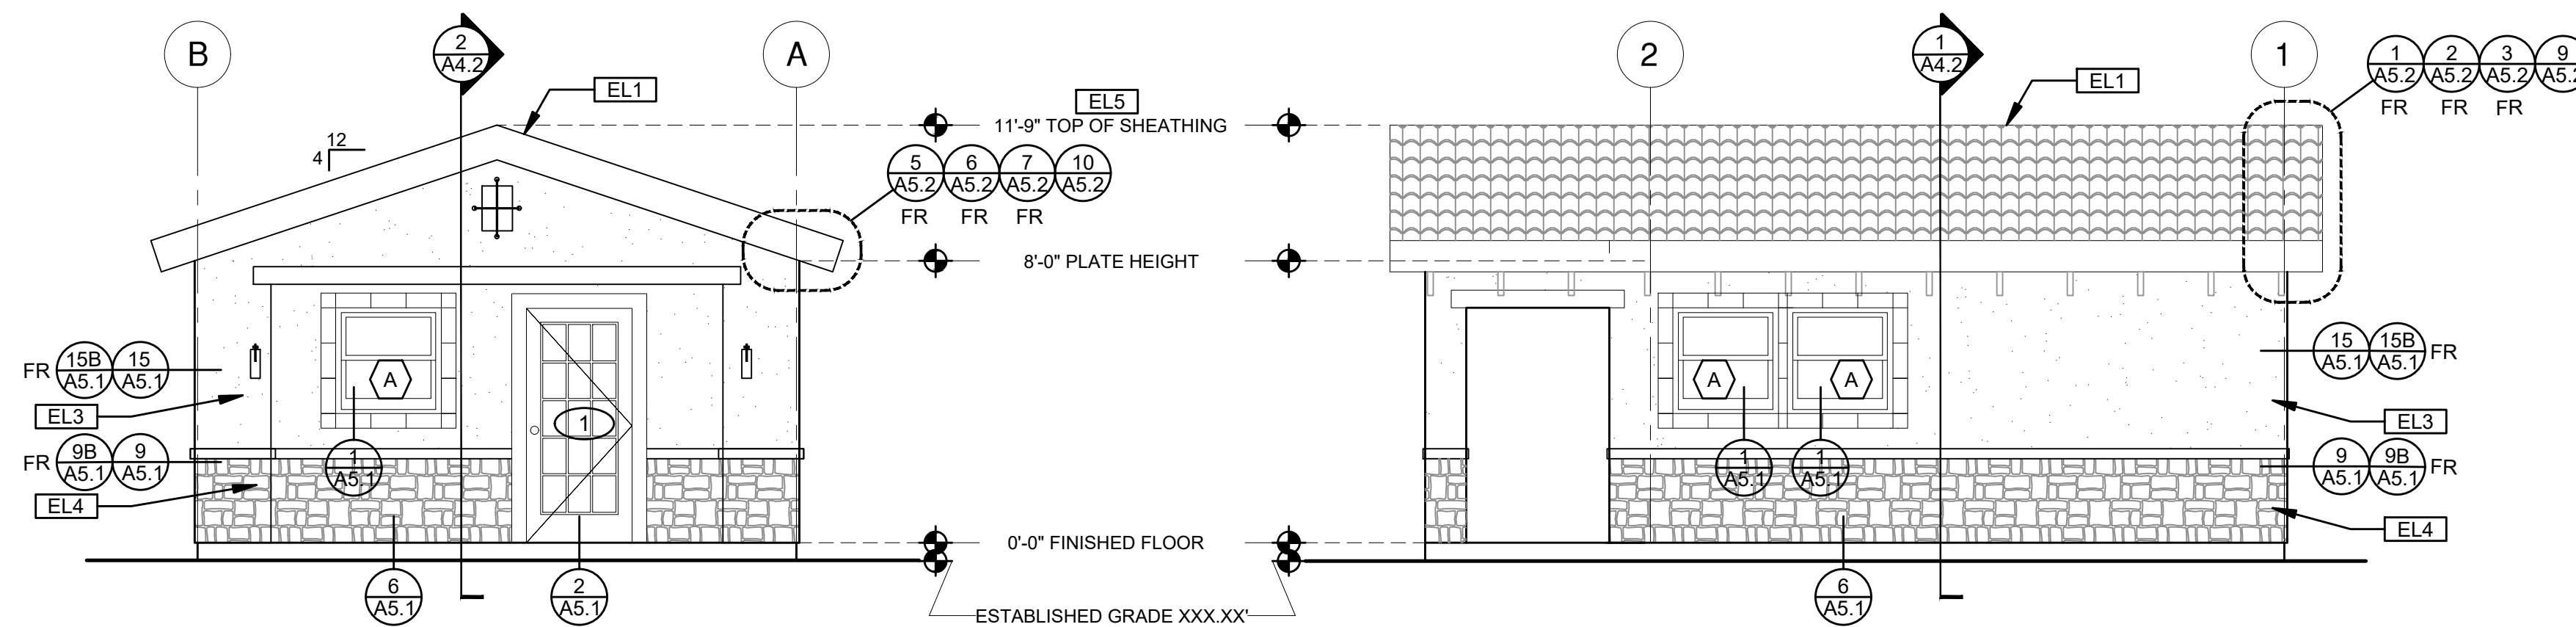 B
2
A4.2
A
EL1
12
4
EL5
11'-9" TOP OF SHEATHING
5 6 7 10
A5.2 A5.2 A5.2 A5.2
FR FR FR
8'-0" PLATE HEIGHT
FR 15B 15
A5.1 A5.1
EL3
FR 9B 9
A5.1 A5.1
EL4
A
1
1
A5.1
6
A5.1
2
A5.1
0'-0" FINISHED FLOOR
ESTABLISHED GRADE XXX.XX'
2
1
A4.2
1
EL1
1 2 3 9
A5.2 A5.2 A5.2 A5.2
FR FR FR
A A
1 1
A5.1 A5.1
15 15B FR
A5.1 A5.1
EL3
9 9B FR
A5.1 A5.1
EL4
6
A5.1